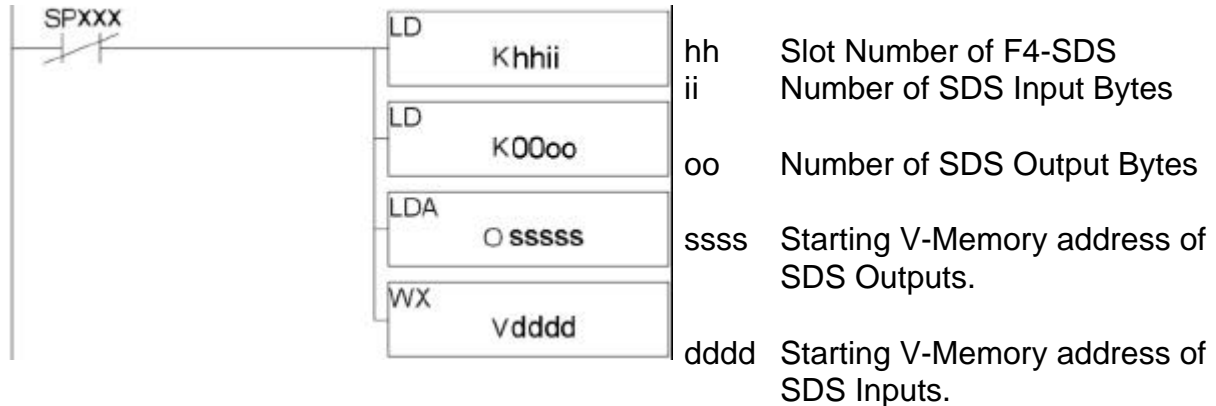 SPXXX
LD
Khhii
LD
K00oo
LDA
O sssss
WX
Vdddd
hh Slot Number of F4-SDS
ii Number of SDS Input Bytes
oo Number of SDS Output Bytes
ssss Starting V-Memory address of
SDS Outputs.
dddd Starting V-Memory address of
SDS Inputs.